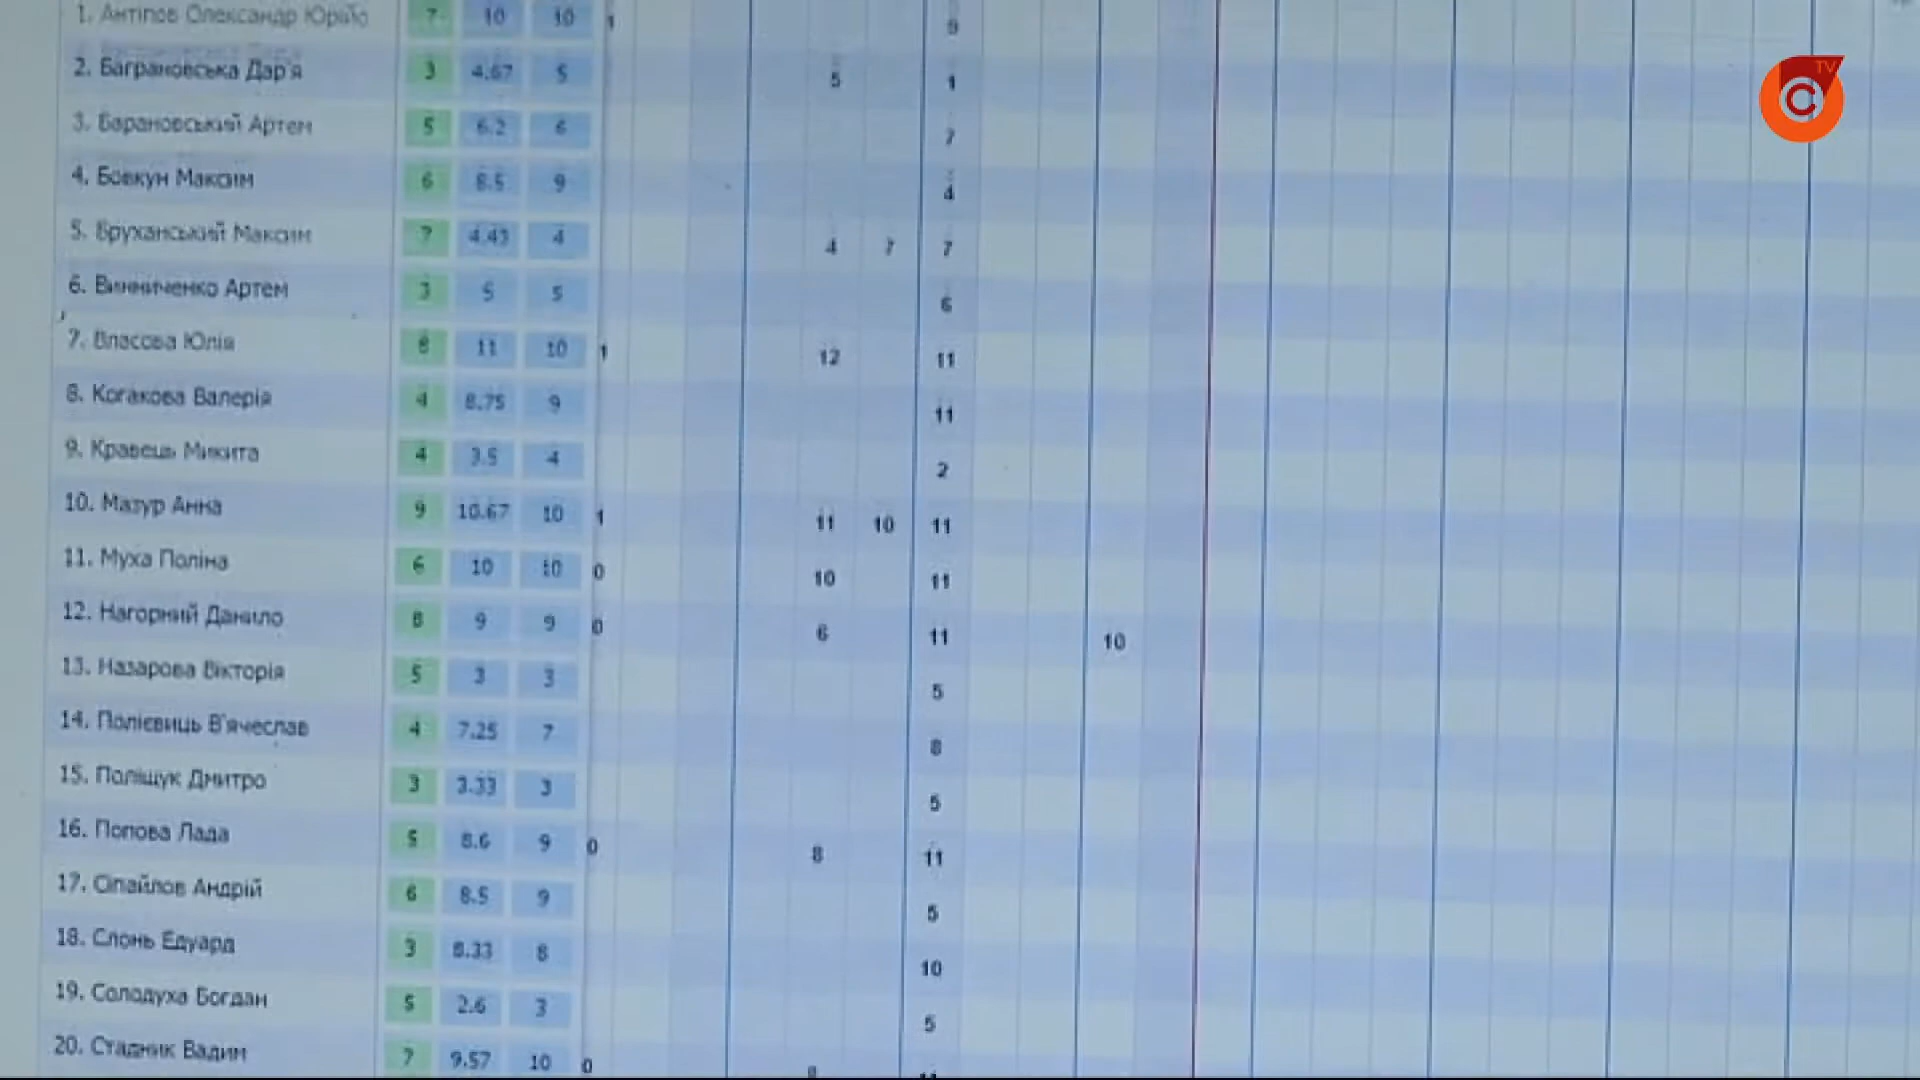 1. Антіпов Олександр Юрійо 7 10 10 1 9
2. Баграновська Дар'я 3 4.67 5 5 1
3. Барановський Артем 5 6.2 6 7
4. Бовкун Максим 6 8.5 9 4
5. Бруханський Максим 7 4.43 4 4 7 7
6. Винниченко Артем 3 5 5 6
7. Власова Юлія 8 11 10 1 12 11
8. Когакова Валерія 4 8.75 9 11
9. Кравець Микита 4 3.5 4 2
10. Мазур Анна 9 10.67 10 1 11 10 11
11. Муха Поліна 6 10 10 0 10 11
12. Нагорний Данило 8 9 9 0 6 11 10
13. Назарова Вікторія 5 3 3 5
14. Полієвиць В'ячеслав 4 7.25 7 8
15. Поліщук Дмитро 3 3.33 3 5
16. Попова Лада 5 8.6 9 0 8 11
17. Сіпайлов Андрій 6 8.5 9 5
18. Слонь Едуард 3 8.33 8 10
19. Солодуха Богдан 5 2.6 3 5
20. Стадник Вадим 7 9.57 10 0
TV
C